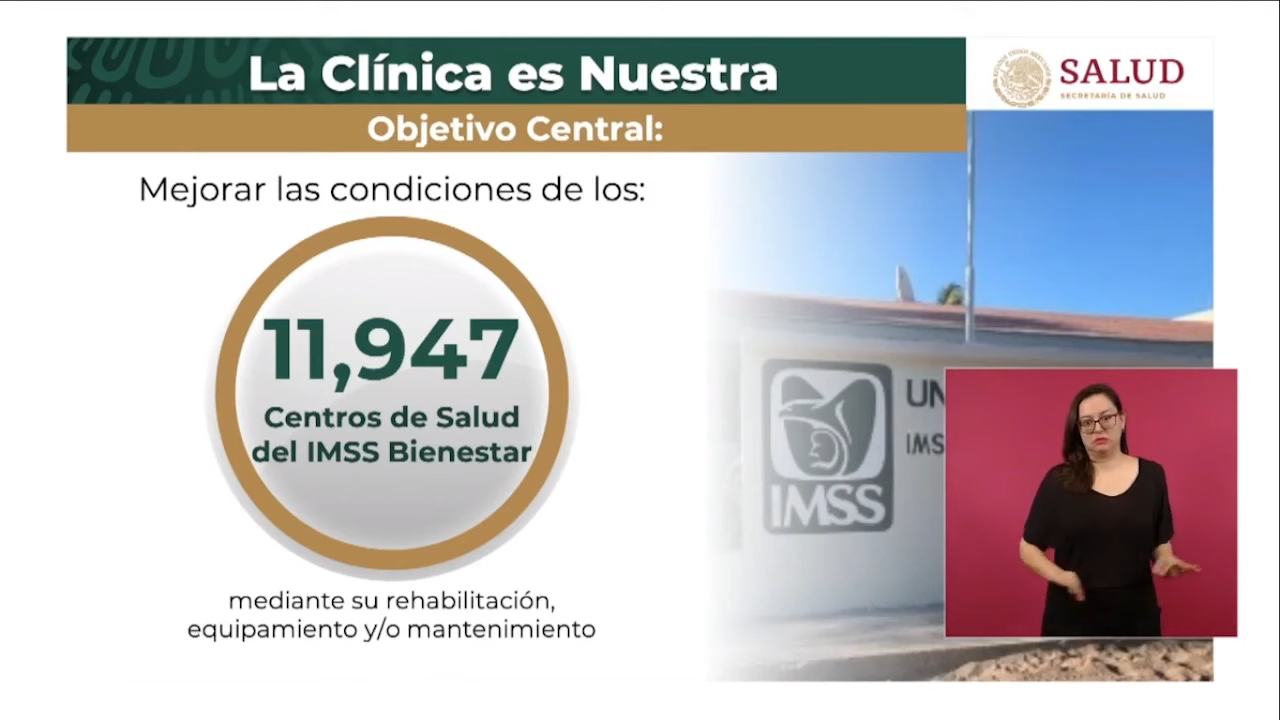 La Clínica es Nuestra
SALUD
SECRETARÍA DE SALUD
Objetivo Central:
Mejorar las condiciones de los:
11,947
Centros de Salud
del IMSS Bienestar
mediante su rehabilitación,
equipamiento y/o mantenimiento
UN
IMS
IMSS